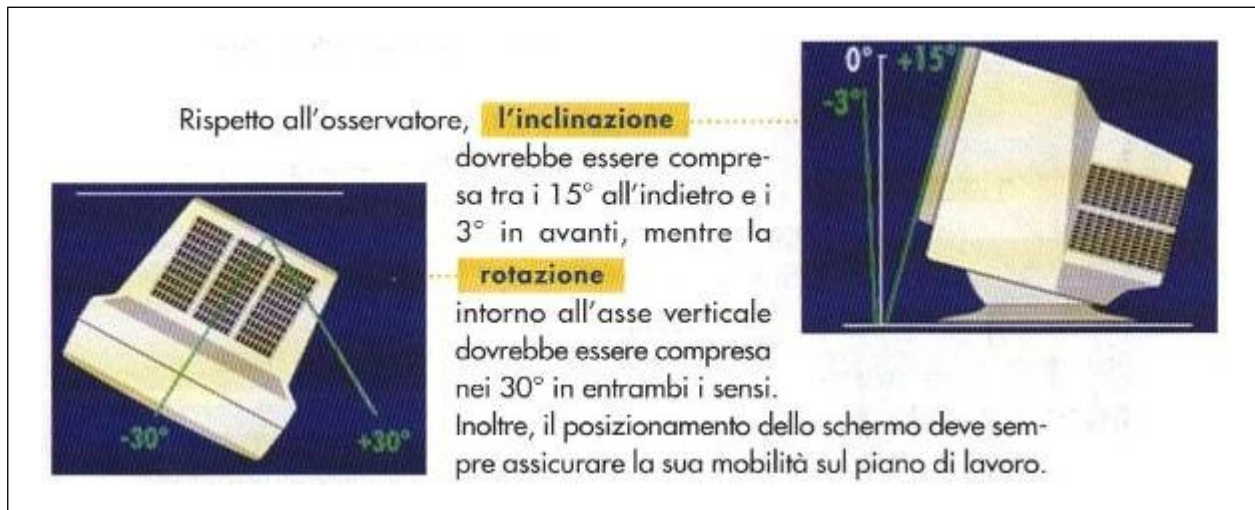 Rispetto all'osservatore, l'inclinazione
dovrebbe essere compre-
sa tra i 15° all'indietro e i
3° in avanti, mentre la
rotazione
intorno all'asse verticale
dovrebbe essere compresa
nei 30° in entrambi i sensi.
Inoltre, il posizionamento dello schermo deve sem-
pre assicurare la sua mobilità sul piano di lavoro.
0° +15°
-3°
-30° +30°